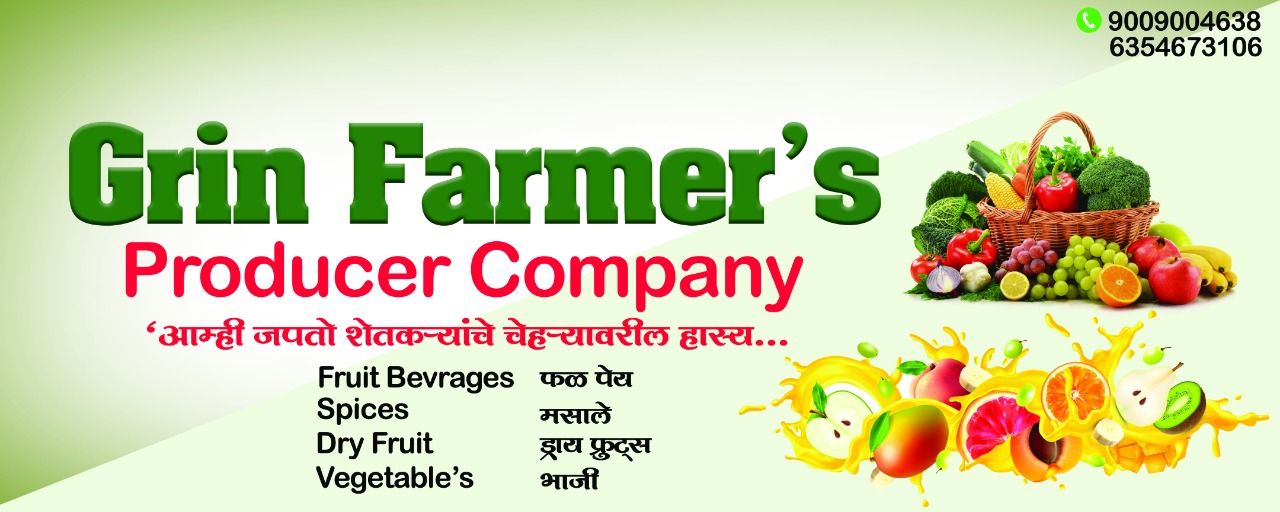 9009004638
6354673106
Grin Farmer's
Producer Company
‘आम्ही जपतो शेतकऱ्यांचे चेहऱ्यावरील हास्य...
Fruit Bevrages फळ पेय
Spices मसाले
Dry Fruit ड्राय फ्रुट्स
Vegetable's भाजी